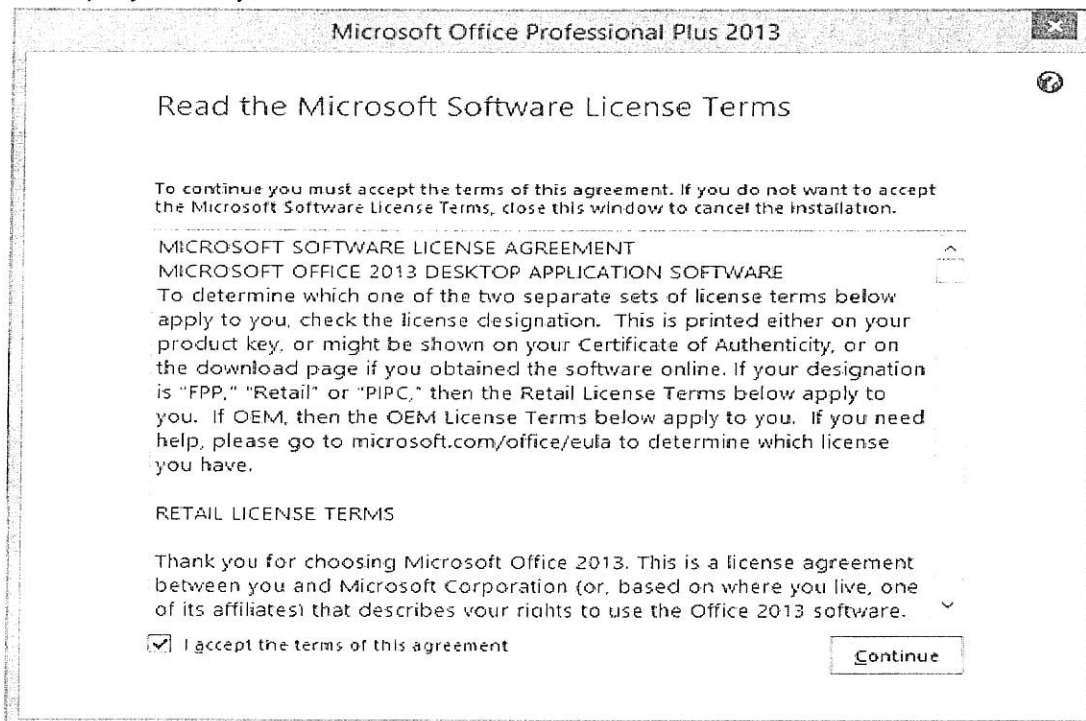 Microsoft Office Professional Plus 2013
Read the Microsoft Software License Terms
To continue you must accept the terms of this agreement. If you do not want to accept
the Microsoft Software License Terms, close this window to cancel the installation.
MICROSOFT SOFTWARE LICENSE AGREEMENT
MICROSOFT OFFICE 2013 DESKTOP APPLICATION SOFTWARE
To determine which one of the two separate sets of license terms below
apply to you, check the license designation. This is printed either on your
product key, or might be shown on your Certificate of Authenticity, or on
the download page if you obtained the software online. If your designation
is "FPP," "Retail" or "PIPC," then the Retail License Terms below apply to
you. If OEM, then the OEM License Terms below apply to you. If you need
help, please go to microsoft.com/office/eula to determine which license
you have.
RETAIL LICENSE TERMS
Thank you for choosing Microsoft Office 2013. This is a license agreement
between you and Microsoft Corporation (or, based on where you live, one
of its affiliates) that describes your rights to use the Office 2013 software.
I accept the terms of this agreement
Continue